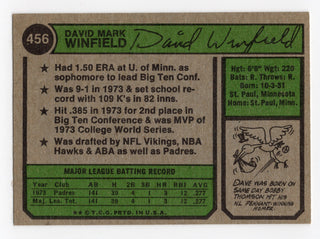 456
DAVID MARK
WINFIELD
David Winfield
★ Had 1.50 ERA at U. of Minn. as
sophomore to lead Big Ten Conf.
★ Was 9-1 in 1973 & set school
record with 109 K's in 82 inns.
★ Hit .385 in 1973 for 2nd place in
Big Ten Conference & was MVP of
1973 College World Series.
★ Was drafted by NFL Vikings, NBA
Hawks & ABA as well as Padres.
Hgt: 6'6" Wgt: 220
Bats: R. Throws: R.
Born: 10-3-51
St. Paul, Minnesota
Home: St. Paul, Minn.
MAJOR LEAGUE BATTING RECORD
Year CLUB AB H 2B 3B HR RBI AVG
1973 PADRES 141 39 4 1 3 12 .277
Maj. Lea. Tot. 141 39 4 1 3 12 .277
★★ © T.C.G. PRTD. IN U.S.A.
DAVE WAS BORN ON
SAME DAY BOBBY
THOMSON HIT '51
NL PENNANT-WINNING
HOMER.